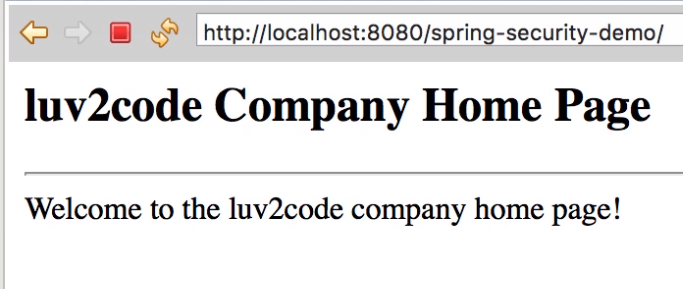 http://localhost:8080/spring-security-demo/
luv2code Company Home Page
Welcome to the luv2code company home page!